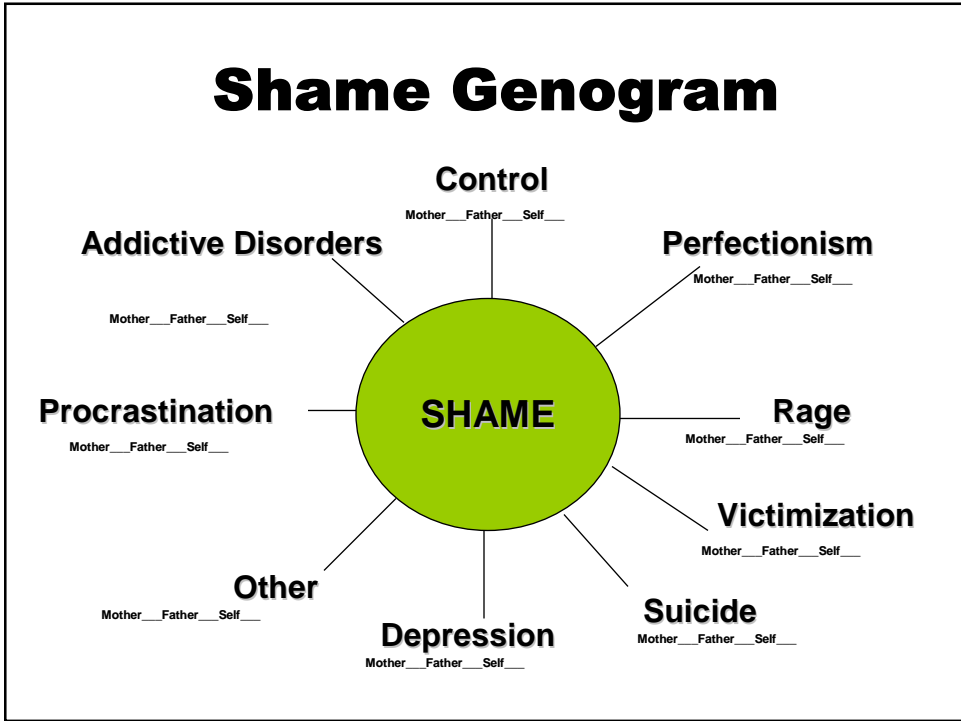 Shame Genogram
Control
Mother___Father___Self___
Addictive Disorders
Mother___Father___Self___
Perfectionism
Mother___Father___Self___
Procrastination
Mother___Father___Self___
SHAME
Rage
Mother___Father___Self___
Victimization
Mother___Father___Self___
Other
Mother___Father___Self___
Depression
Mother___Father___Self___
Suicide
Mother___Father___Self___